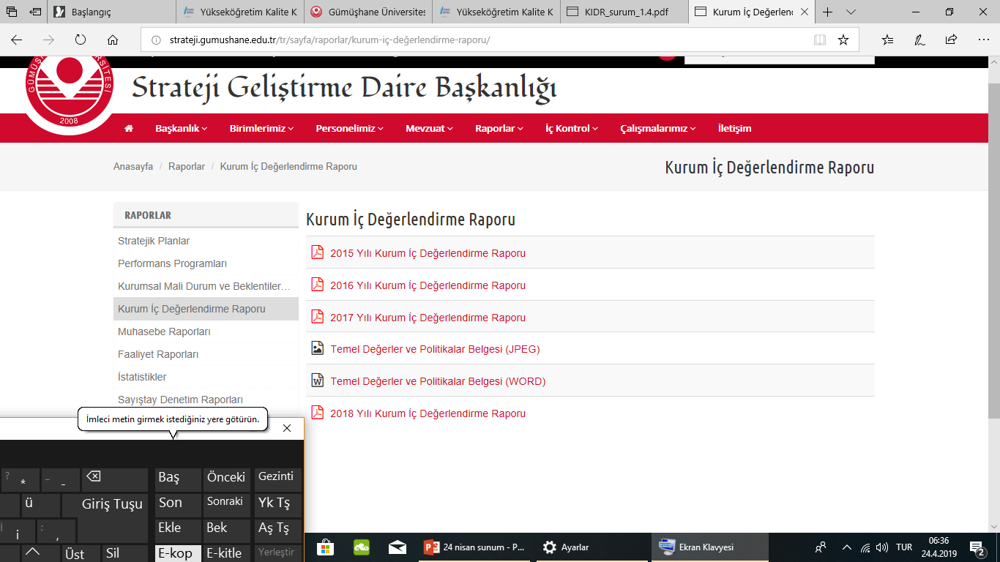 Başlangıç
Yükseköğretim Kalite K
Gümüşhane Üniversites
Yükseköğretim Kalite K
KIDR_surum_1.4.pdf
Kurum İç Değerlendi
strateji.gumushane.edu.tr/tr/sayfa/raporlar/kurum-iç-değerlendirme-raporu/
GÜMÜŞHANE ÜNİVERSİTESİ
2008
Strateji Geliştirme Daire Başkanlığı
Başkanlık
Birimlerimiz
Personelimiz
Mevzuat
Raporlar
İç Kontrol
Çalışmalarımız
İletişim
Anasayfa / Raporlar / Kurum İç Değerlendirme Raporu
Kurum İç Değerlendirme Raporu
RAPORLAR
Stratejik Planlar
Performans Programları
Kurumsal Mali Durum ve Beklentiler…
Kurum İç Değerlendirme Raporu
Muhasebe Raporları
Faaliyet Raporları
İstatistikler
Sayıştay Denetim Raporları
Kurum İç Değerlendirme Raporu
2015 Yılı Kurum İç Değerlendirme Raporu
2016 Yılı Kurum İç Değerlendirme Raporu
2017 Yılı Kurum İç Değerlendirme Raporu
Temel Değerler ve Politikalar Belgesi (JPEG)
Temel Değerler ve Politikalar Belgesi (WORD)
2018 Yılı Kurum İç Değerlendirme Raporu
İmleci metin girmek istediğiniz yere götürün.
? * _ - Baş Önceki Gezinti
ü Giriş Tuşu Son Sonraki Yk Tş
İ i ; , Ekle Bek Aş Tş
Üst Sil E-kop E-kitle Yerleştir
24 nisan sunum - P...
Ayarlar
Ekran Klavyesi
TUR
06:36
24.4.2019
2